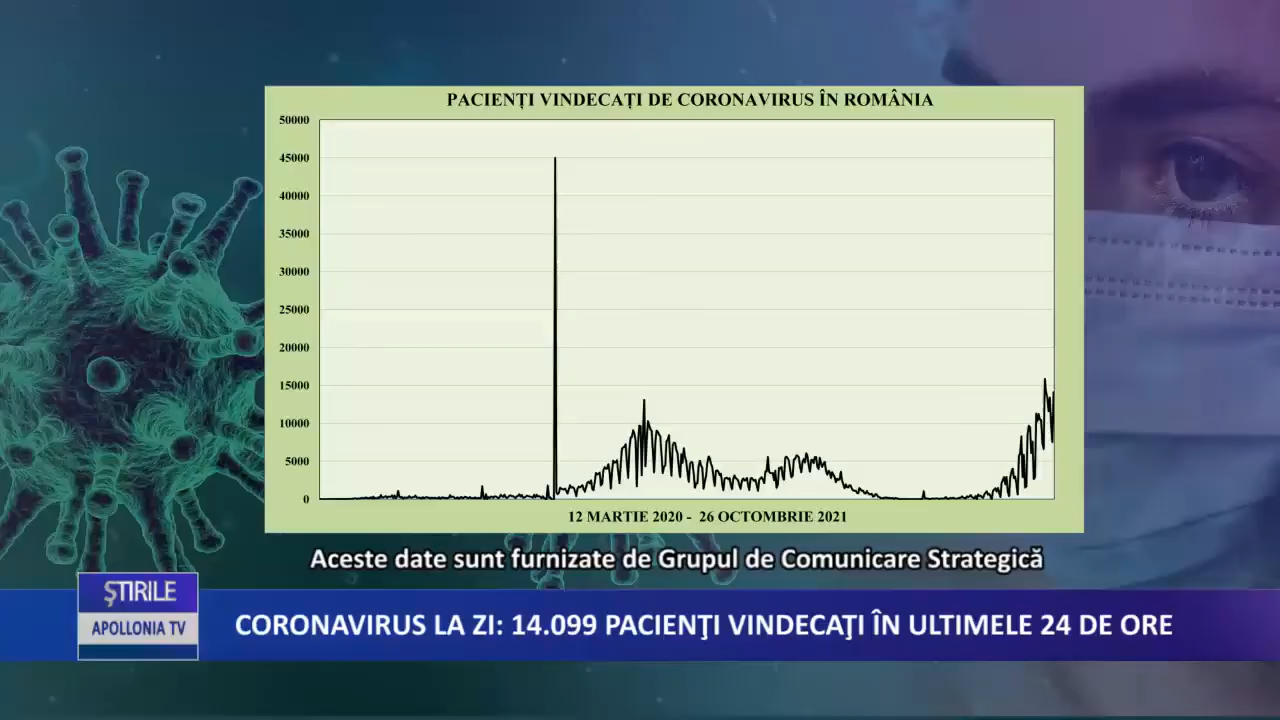 PACIENȚI VINDECAȚI DE CORONAVIRUS ÎN ROMÂNIA
50000
45000
40000
35000
30000
25000
20000
15000
10000
5000
0
12 MARTIE 2020 - 26 OCTOMBRIE 2021
Aceste date sunt furnizate de Grupul de Comunicare Strategică
ŞTIRILE
APOLLONIA TV
CORONAVIRUS LA ZI: 14.099 PACIENŢI VINDECAŢI ÎN ULTIMELE 24 DE ORE